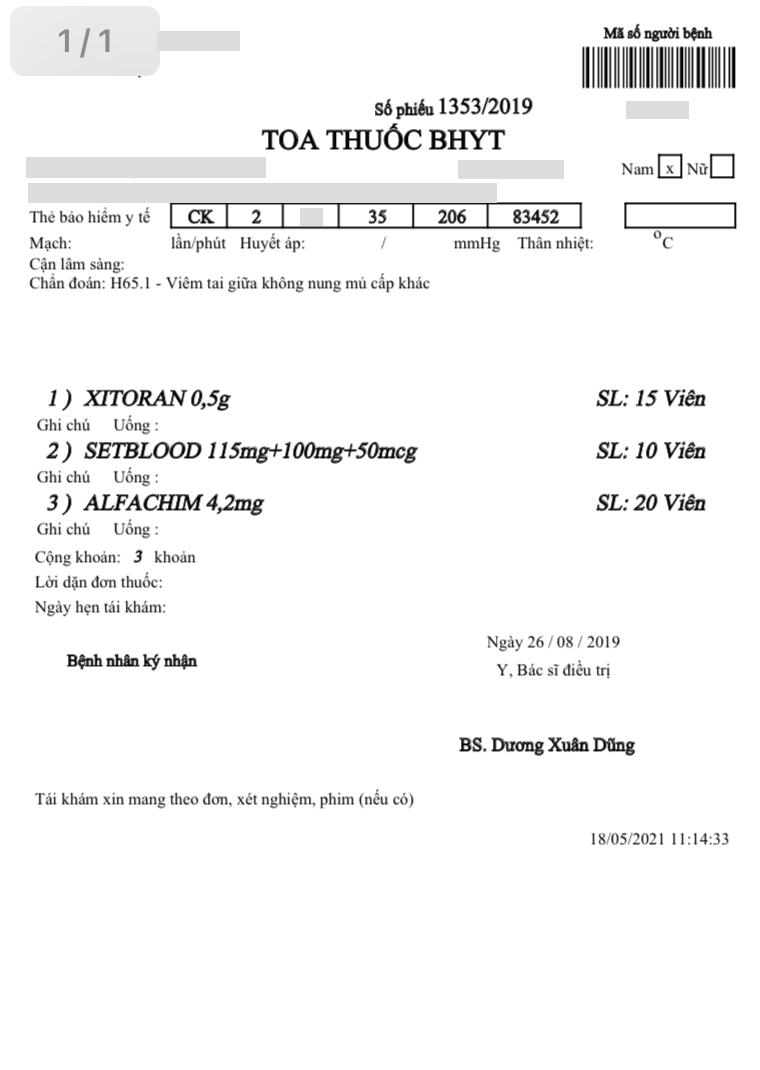 1/1
Mã số người bệnh
Số phiếu 1353/2019
TOA THUỐC BHYT
Nam x Nữ
Thẻ bảo hiểm y tế CK 2 35 206 83452
Mạch: lần/phút Huyết áp: / mmHg Thân nhiệt: °C
Cận lâm sàng:
Chẩn đoán: H65.1 - Viêm tai giữa không nung mủ cấp khác
1 ) XITORAN 0,5g SL: 15 Viên
Ghi chú Uống :
2 ) SETBLOOD 115mg+100mg+50mcg SL: 10 Viên
Ghi chú Uống :
3 ) ALFACHIM 4,2mg SL: 20 Viên
Ghi chú Uống :
Cộng khoản: 3 khoản
Lời dặn đơn thuốc:
Ngày hẹn tái khám:
Ngày 26 / 08 / 2019
Bệnh nhân ký nhận
Y, Bác sĩ điều trị
BS. Dương Xuân Dũng
Tái khám xin mang theo đơn, xét nghiệm, phim (nếu có)
18/05/2021 11:14:33